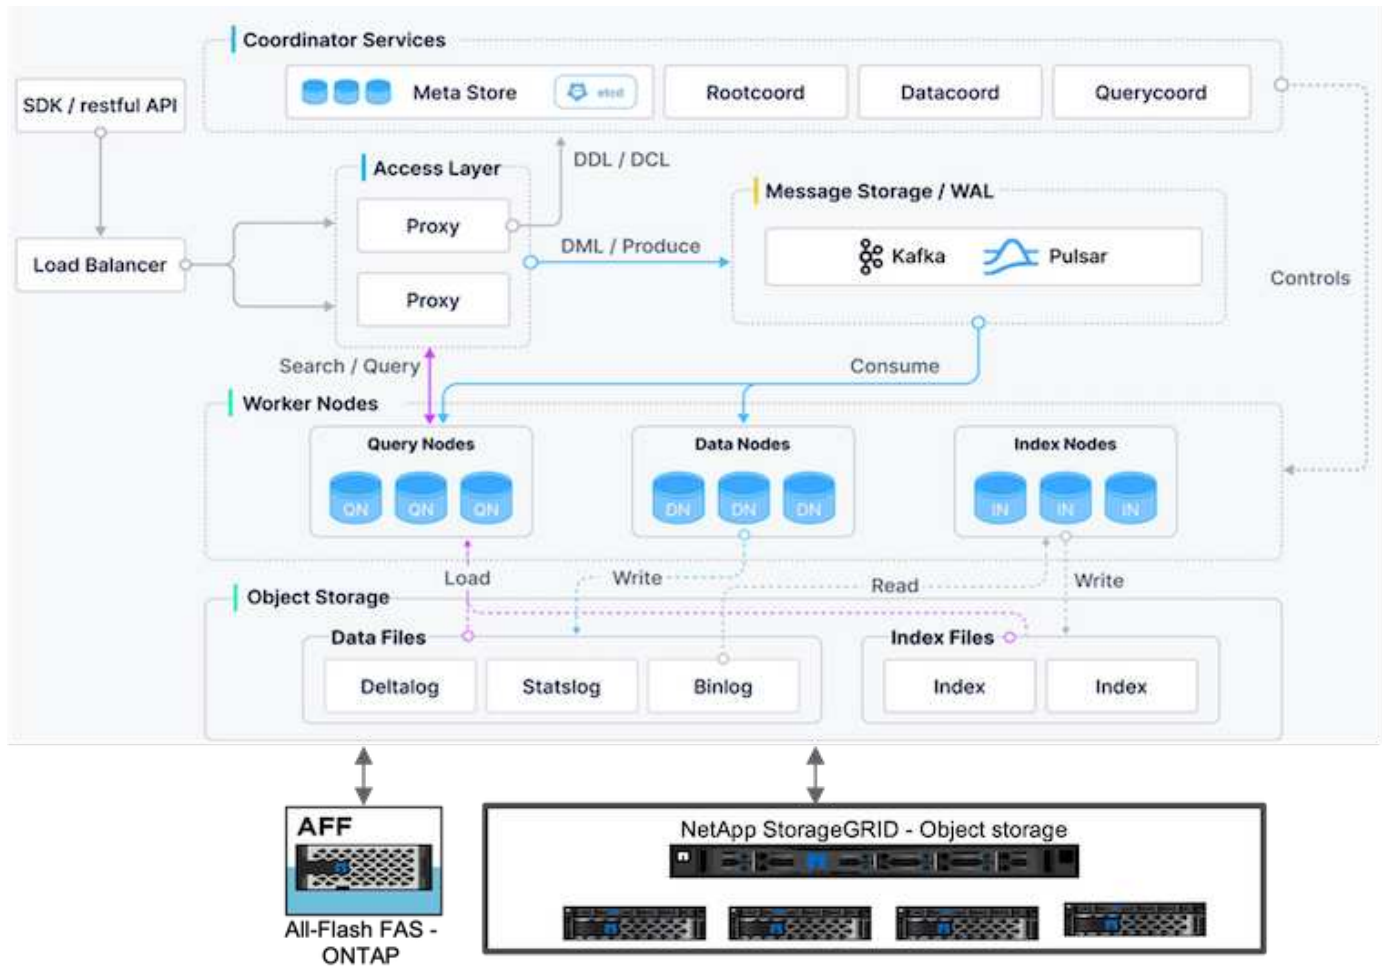 Coordinator Services
SDK / restful API
Meta Store
etcd
Rootcoord
Datacoord
Querycoord
DDL / DCL
Access Layer
Message Storage / WAL
Proxy
DML / Produce
Kafka
Pulsar
Load Balancer
Proxy
Controls
Search / Query
Consume
Worker Nodes
Query Nodes
Data Nodes
Index Nodes
QN
QN
QN
DN
DN
DN
IN
IN
IN
Load
Write
Read
Write
Object Storage
Data Files
Index Files
Deltalog
Statslog
Binlog
Index
Index
AFF
NetApp StorageGRID - Object storage
All-Flash FAS -
ONTAP